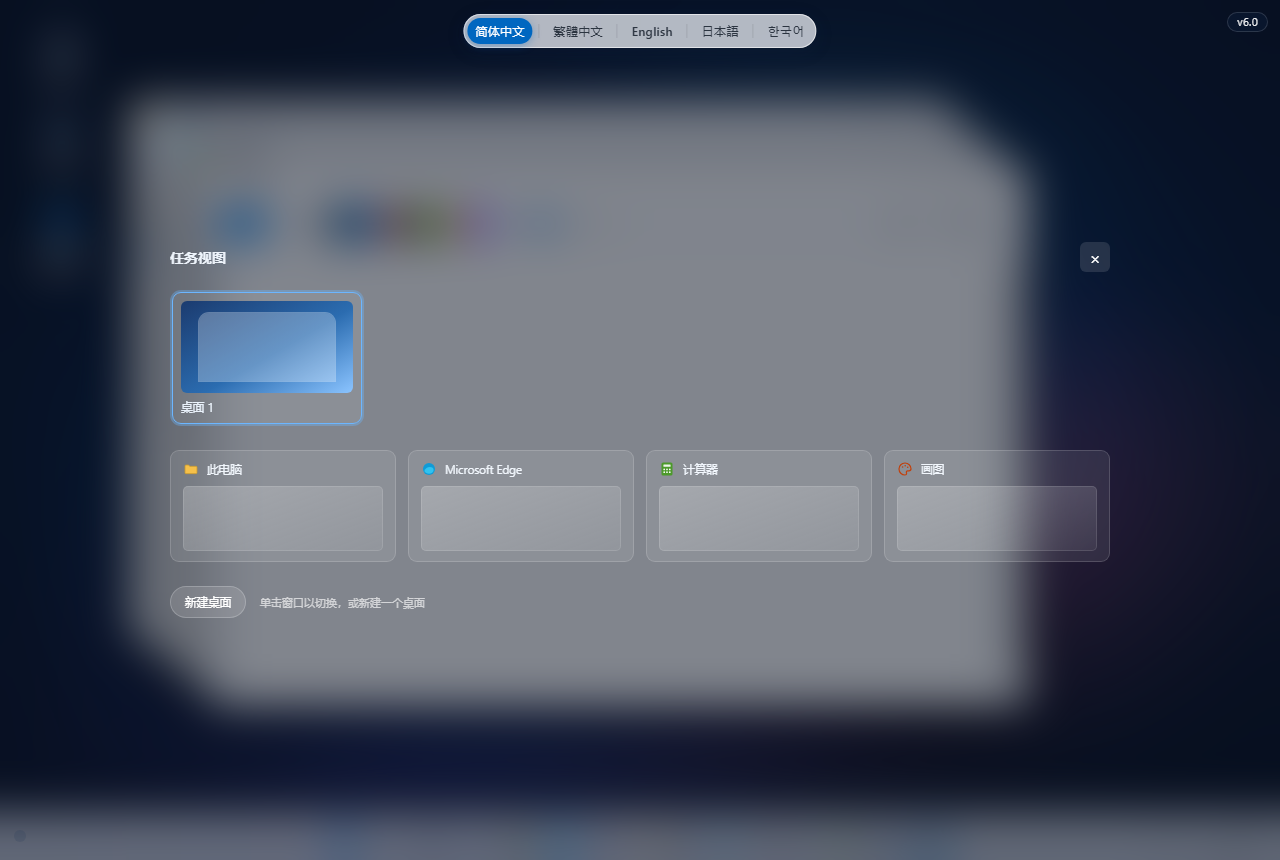 简体中文
繁體中文
English
日本語
한국어
v6.0
任务视图
桌面 1
此电脑
Microsoft Edge
计算器
画图
新建桌面
单击窗口以切换，或新建一个桌面